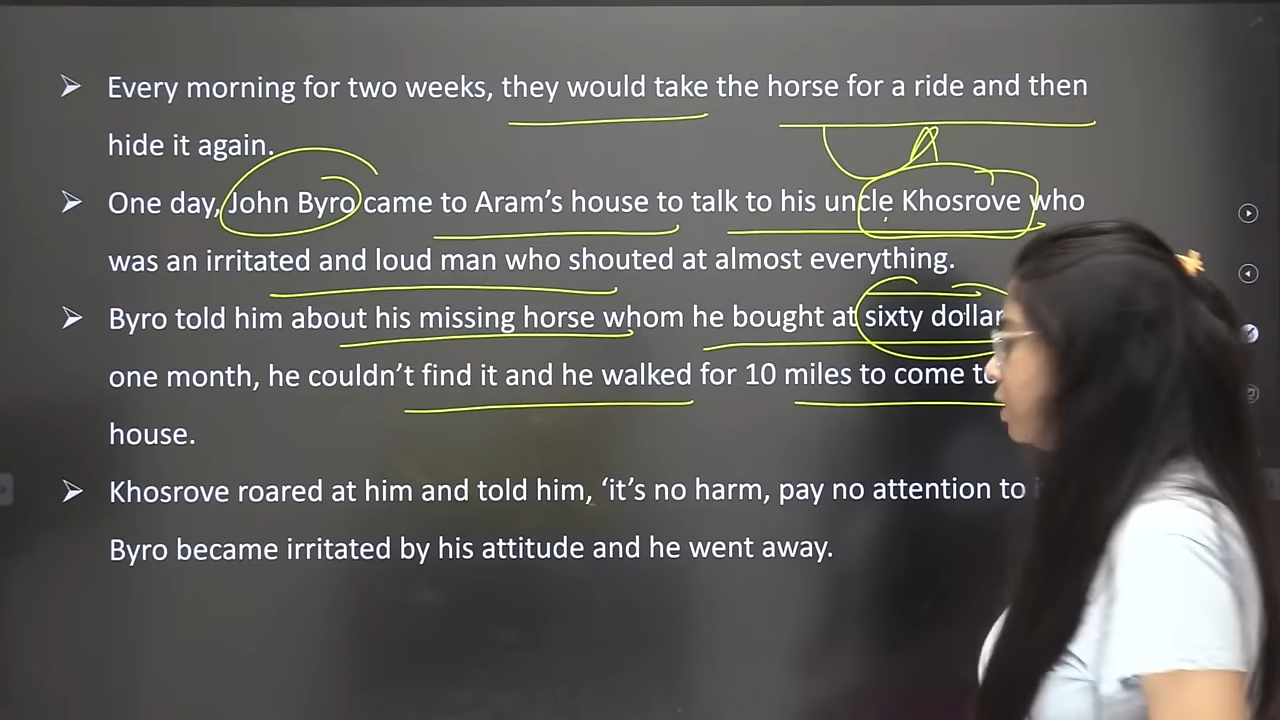 ➢ Every morning for two weeks, they would take the horse for a ride and then
hide it again.
➢ One day, John Byro came to Aram’s house to talk to his uncle Khosrove who
was an irritated and loud man who shouted at almost everything.
➢ Byro told him about his missing horse whom he bought at sixty
one month, he couldn’t find it and he walked for 10 miles to come
house.
➢ Khosrove roared at him and told him, ‘it’s no harm, pay no attention to
Byro became irritated by his attitude and he went away.